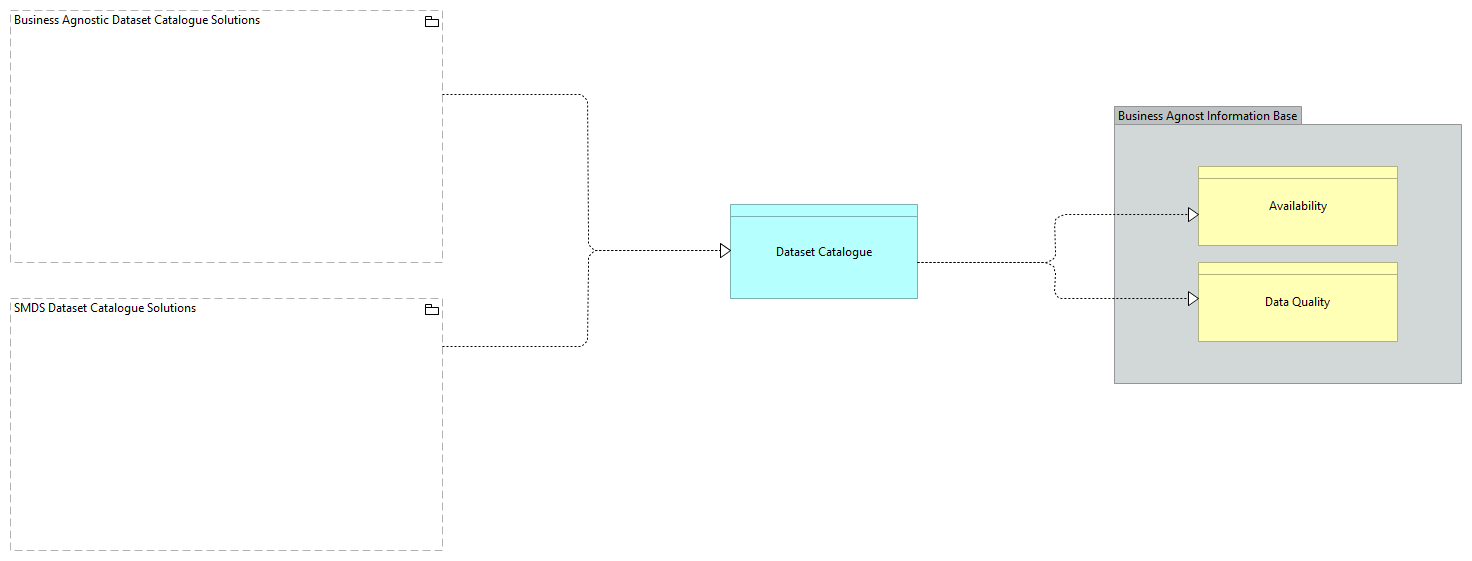 Business Agnostic Dataset Catalogue Solutions
Business Agnost Information Base
Availability
Dataset Catalogue
Data Quality
SMDS Dataset Catalogue Solutions